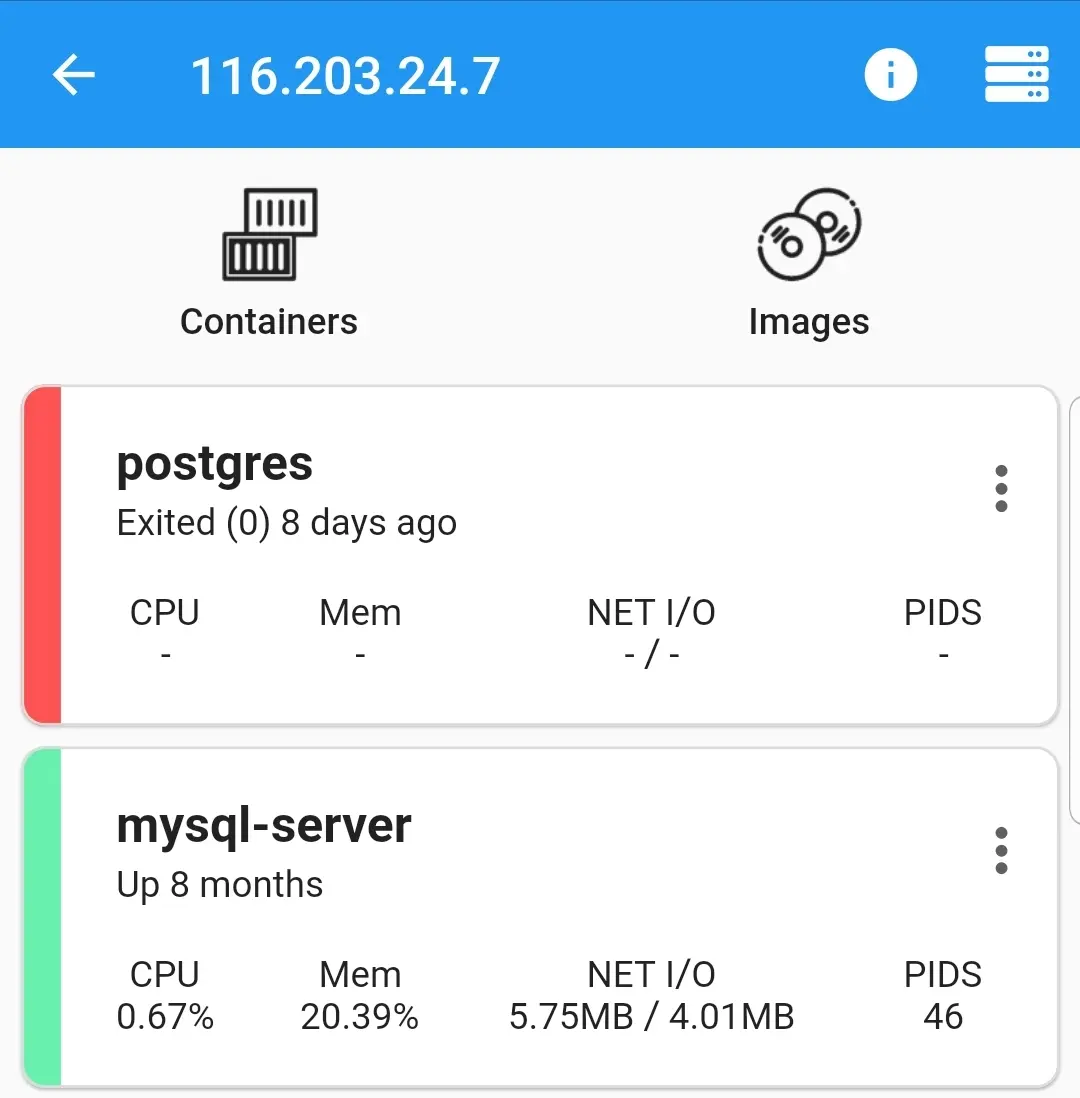 116.203.24.7
Containers Images
postgres
Exited (0) 8 days ago
CPU Mem NET I/O PIDS
- - - / - -
mysql-server
Up 8 months
CPU Mem NET I/O PIDS
0.67% 20.39% 5.75MB / 4.01MB 46